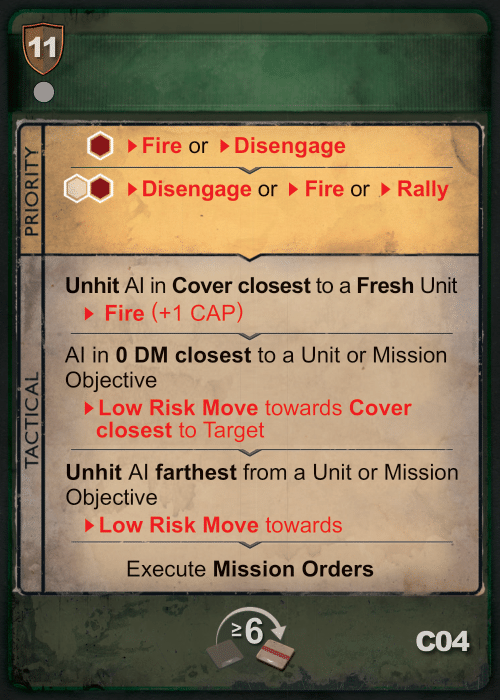 11
PRIORITY
Fire or Disengage
Disengage or Fire or Rally
TACTICAL
Unhit AI in Cover closest to a Fresh Unit
Fire (+1 CAP)
AI in 0 DM closest to a Unit or Mission
Objective
Low Risk Move towards Cover
closest to Target
Unhit AI farthest from a Unit or Mission
Objective
Low Risk Move towards
Execute Mission Orders
≥6
C04